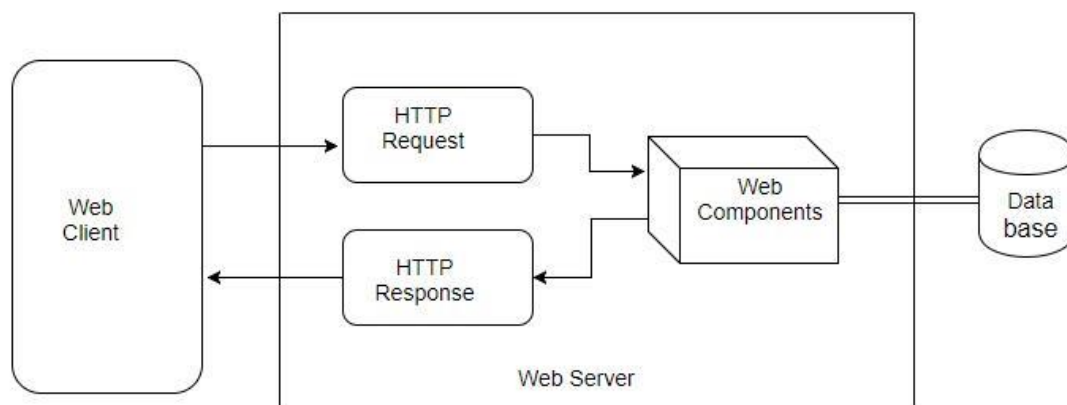 Web
Client
HTTP
Request
HTTP
Response
Web
Components
Web Server
Data
base